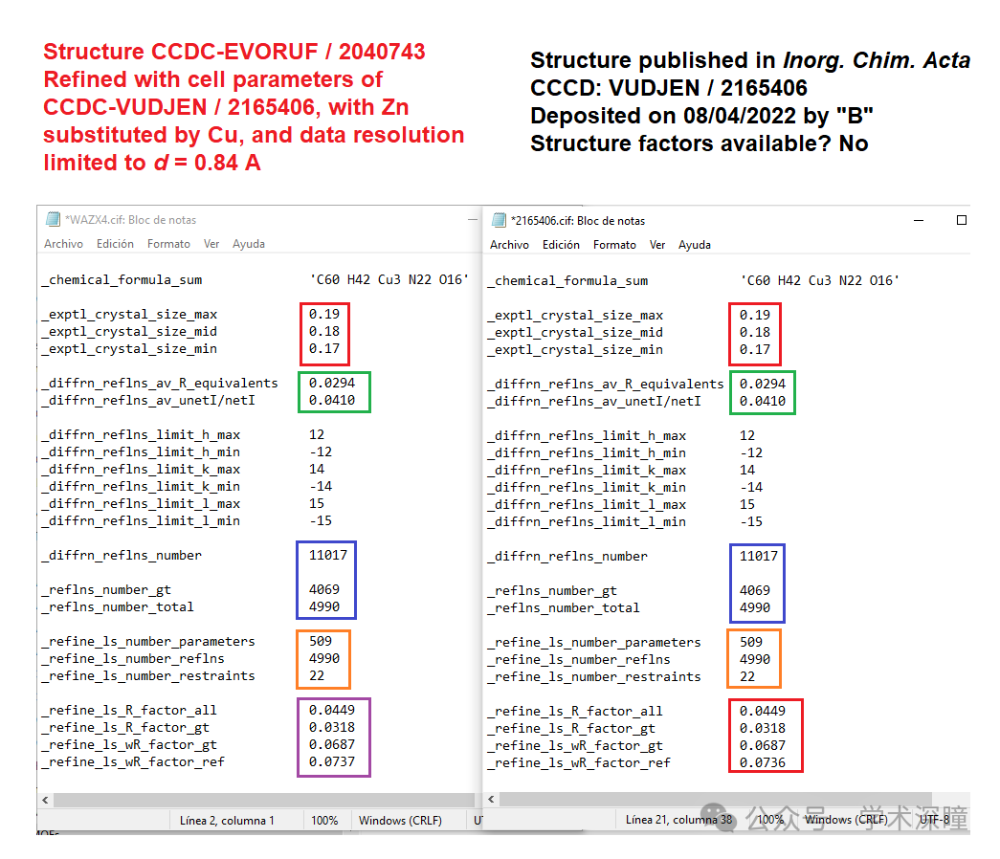 Structure CCDC-EVORUF / 2040743
Refined with cell parameters of
CCDC-VUDJEN / 2165406, with Zn
substituted by Cu, and data resolution
limited to d = 0.84 A
Structure published in Inorg. Chim. Acta
CCCD: VUDJEN / 2165406
Deposited on 08/04/2022 by "B"
Structure factors available? No
*WAZX4.cif: Bloc de notas
Archivo Edición Formato Ver Ayuda
_chemical_formula_sum 'C60 H42 Cu3 N22 O16'
_exptl_crystal_size_max 0.19
_exptl_crystal_size_mid 0.18
_exptl_crystal_size_min 0.17
_diffrn_reflns_av_R_equivalents 0.0294
_diffrn_reflns_av_unetI/netI 0.0410
_diffrn_reflns_limit_h_max 12
_diffrn_reflns_limit_h_min -12
_diffrn_reflns_limit_k_max 14
_diffrn_reflns_limit_k_min -14
_diffrn_reflns_limit_l_max 15
_diffrn_reflns_limit_l_min -15
_diffrn_reflns_number 11017
_reflns_number_gt 4069
_reflns_number_total 4990
_refine_ls_number_parameters 509
_refine_ls_number_reflns 4990
_refine_ls_number_restraints 22
_refine_ls_R_factor_all 0.0449
_refine_ls_R_factor_gt 0.0318
_refine_ls_wR_factor_gt 0.0687
_refine_ls_wR_factor_ref 0.0737
Línea 2, columna 1 100% Windows (CRLF)
*2165406.cif: Bloc de notas
Archivo Edición Formato Ver Ayuda
_chemical_formula_sum 'C60 H42 Cu3 N22 O16'
_exptl_crystal_size_max 0.19
_exptl_crystal_size_mid 0.18
_exptl_crystal_size_min 0.17
_diffrn_reflns_av_R_equivalents 0.0294
_diffrn_reflns_av_unetI/netI 0.0410
_diffrn_reflns_limit_h_max 12
_diffrn_reflns_limit_h_min -12
_diffrn_reflns_limit_k_max 14
_diffrn_reflns_limit_k_min -14
_diffrn_reflns_limit_l_max 15
_diffrn_reflns_limit_l_min -15
_diffrn_reflns_number 11017
_reflns_number_gt 4069
_reflns_number_total 4990
_refine_ls_number_parameters 509
_refine_ls_number_reflns 4990
_refine_ls_number_restraints 22
_refine_ls_R_factor_all 0.0449
_refine_ls_R_factor_gt 0.0318
_refine_ls_wR_factor_gt 0.0687
_refine_ls_wR_factor_ref 0.0736
Línea 21, columna 38 100% Windows (CRLF) UTF-8
公众号 学术深瞳